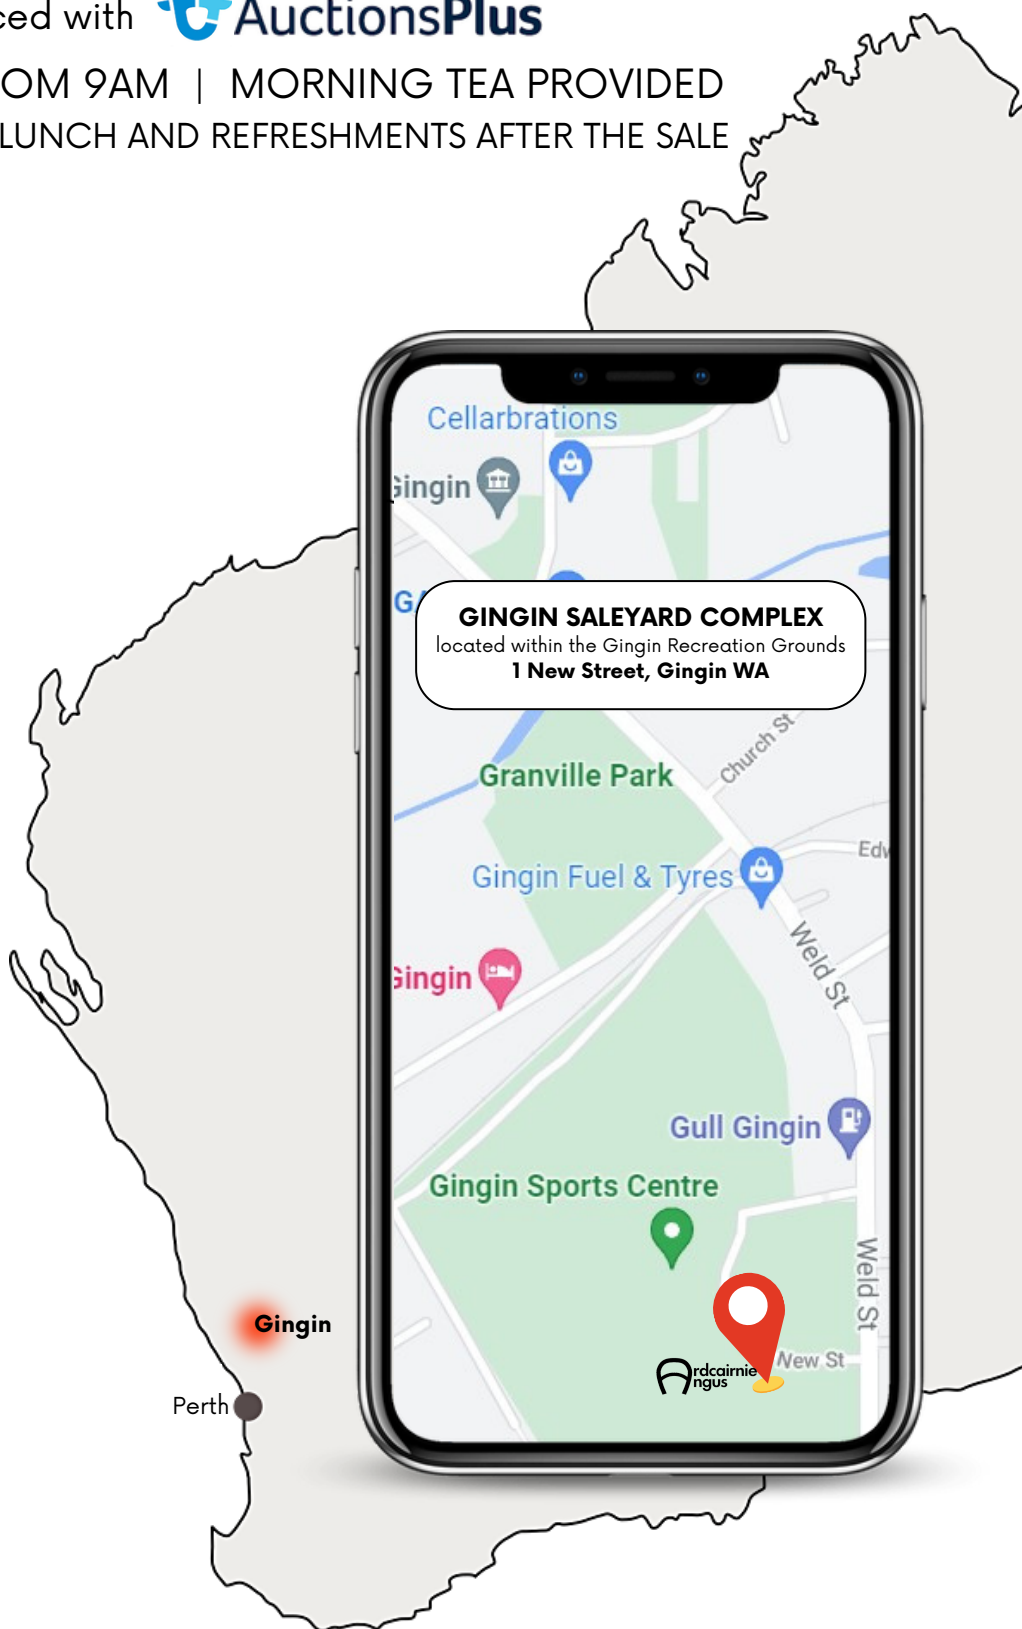 ced with AuctionsPlus
OM 9AM | MORNING TEA PROVIDED
LUNCH AND REFRESHMENTS AFTER THE SALE
Cellarbrations
Gingin
GINGIN SALEYARD COMPLEX
located within the Gingin Recreation Grounds
1 New Street, Gingin WA
Church St
Granville Park
Edw
Gingin Fuel & Tyres
Weld St
Gingin
Gull Gingin
Gingin Sports Centre
Weld St
Gingin
New St
Ardcairnie
Angus
Perth